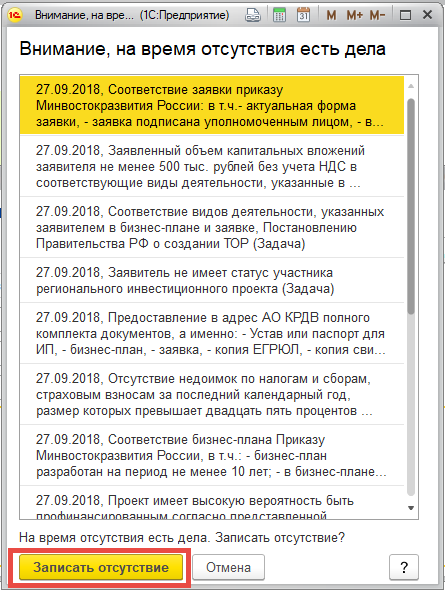 Внимание, на вре... (1С:Предприятие)
M M+ M-
Внимание, на время отсутствия есть дела
27.09.2018, Соответствие заявки приказу
Минвостокразвития России: в т.ч.- актуальная форма
заявки, - заявка подписана уполномоченным лицом, - в...
27.09.2018, Заявленный объем капитальных вложений
заявителя не менее 500 тыс. рублей без учета НДС в
соответствующие виды деятельности, указанные в ...
27.09.2018, Соответствие видов деятельности, указанных
заявителем в бизнес-плане и заявке, Постановлению
Правительства РФ о создании ТОР (Задача)
27.09.2018, Заявитель не имеет статус участника
регионального инвестиционного проекта (Задача)
27.09.2018, Предоставление в адрес АО КРДВ полного
комплекта документов, а именно: - Устав или паспорт для
ИП, - бизнес-план, - заявка, - копия ЕГРЮЛ, - копия сви...
27.09.2018, Отсутствие недоимок по налогам и сборам,
страховым взносам за последний календарный год,
размер которых превышает двадцать пять процентов ...
27.09.2018, Соответствие бизнес-плана Приказу
Минвостокразвития России, в т.ч.: - бизнес-план
разработан на период не менее 10 лет; - в бизнес-плане...
27.09.2018, Проект имеет высокую вероятность быть
профинансированным согласно представленной
На время отсутствия есть дела. Записать отсутствие?
Записать отсутствие
Отмена
?